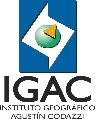 IGAC
INSTITUTO GEOGRÁFICO
AGUSTÍN CODAZZI